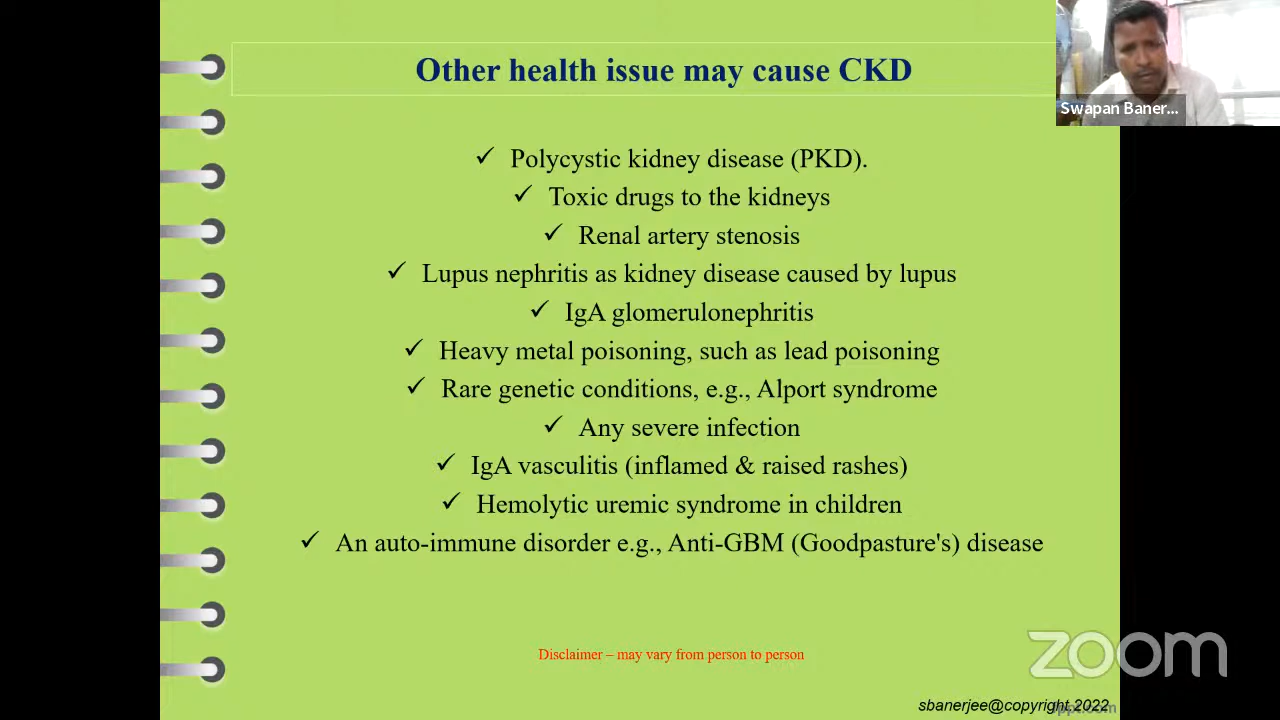 Other health issue may cause CKD
Swapan Baner...
✓ Polycystic kidney disease (PKD).
✓ Toxic drugs to the kidneys
✓ Renal artery stenosis
✓ Lupus nephritis as kidney disease caused by lupus
✓ IgA glomerulonephritis
✓ Heavy metal poisoning, such as lead poisoning
✓ Rare genetic conditions, e.g., Alport syndrome
✓ Any severe infection
✓ IgA vasculitis (inflamed & raised rashes)
✓ Hemolytic uremic syndrome in children
✓ An auto-immune disorder e.g., Anti-GBM (Goodpasture's) disease
Disclaimer – may vary from person to person
zoom
sbanerjee@copyright 2022